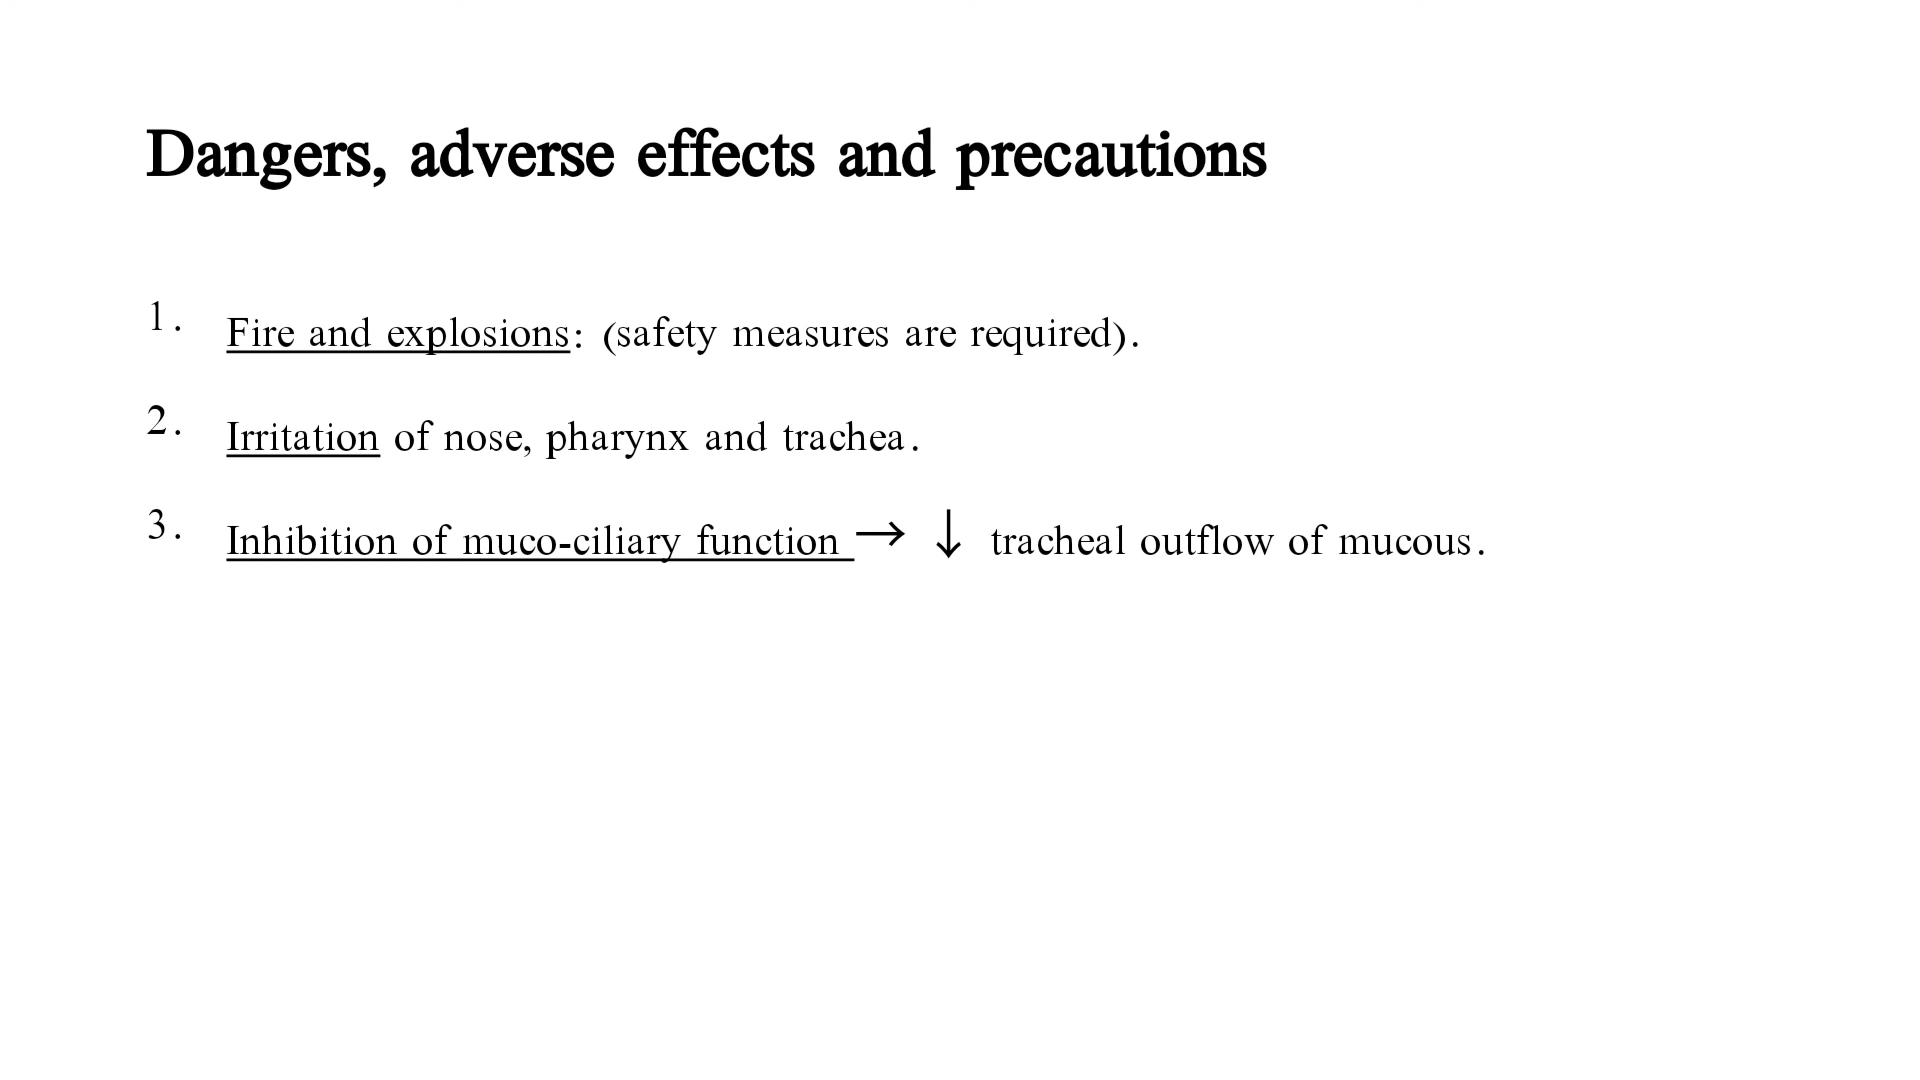 Dangers, adverse effects and precautions
1. Fire and explosions: (safety measures are required).
2. Irritation of nose, pharynx and trachea.
3. Inhibition of muco-ciliary function → ↓ tracheal outflow of mucous.